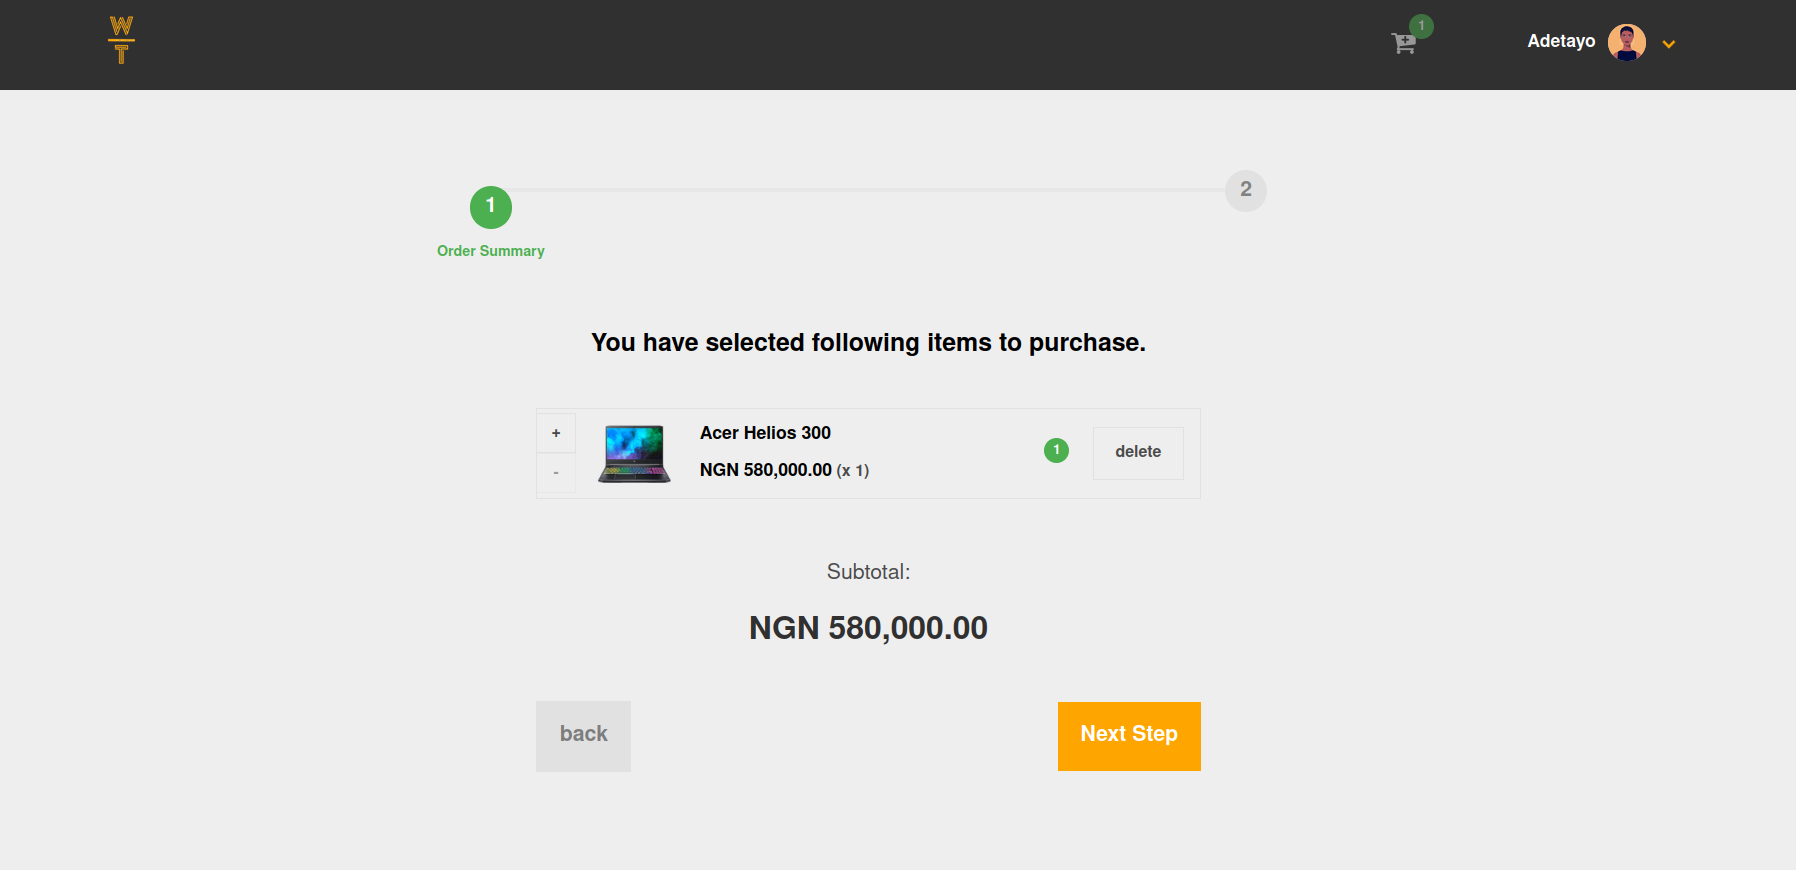 W
T
1
Adetayo
1
2
Order Summary
You have selected following items to purchase.
+
-
Acer Helios 300
NGN 580,000.00 (x 1)
1
delete
Subtotal:
NGN 580,000.00
back
Next Step